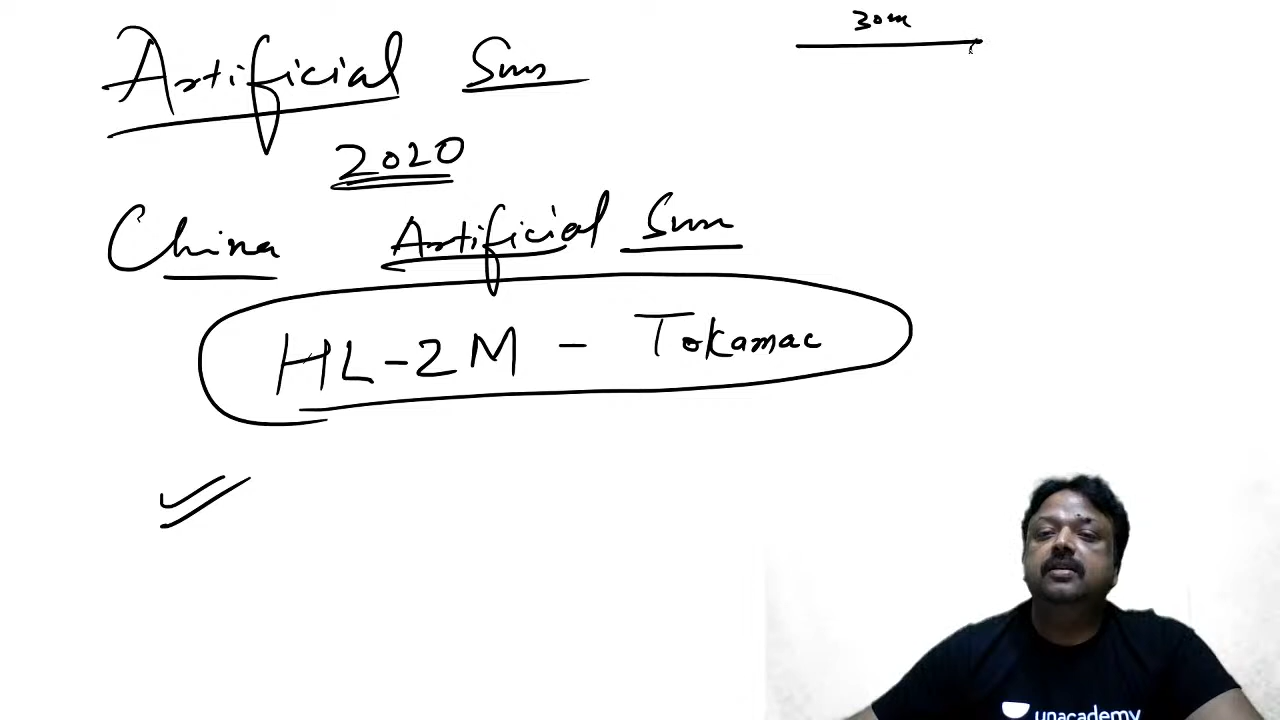 30m
Artificial Sun
2020
China Artificial Sun
HL-2M - Tokamac
unacademy